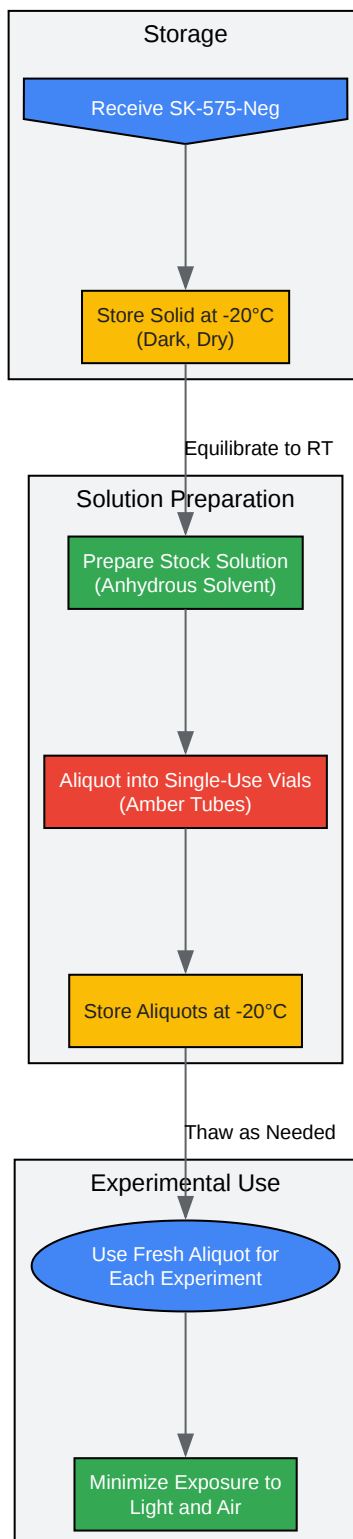 Storage
Receive SK-575-Neg
Store Solid at -20°C
(Dark, Dry)
Equilibrate to RT
Solution Preparation
Prepare Stock Solution
(Anhydrous Solvent)
Aliquot into Single-Use Vials
(Amber Tubes)
Store Aliquots at -20°C
Thaw as Needed
Experimental Use
Use Fresh Aliquot for
Each Experiment
Minimize Exposure to
Light and Air